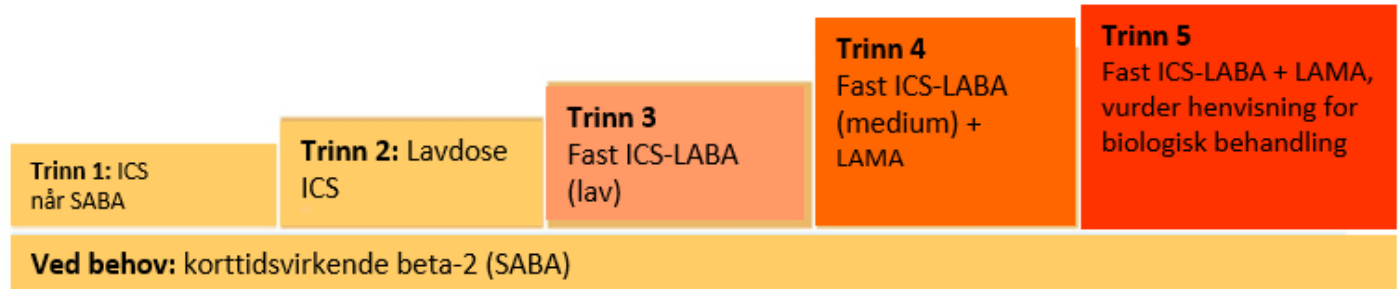 Trinn 1: ICS
når SABA
Trinn 2: Lavdose
ICS
Trinn 3
Fast ICS-LABA
(lav)
Trinn 4
Fast ICS-LABA
(medium) +
LAMA
Trinn 5
Fast ICS-LABA + LAMA,
vurder henvisning for
biologisk behandling
Ved behov: korttidsvirkende beta-2 (SABA)